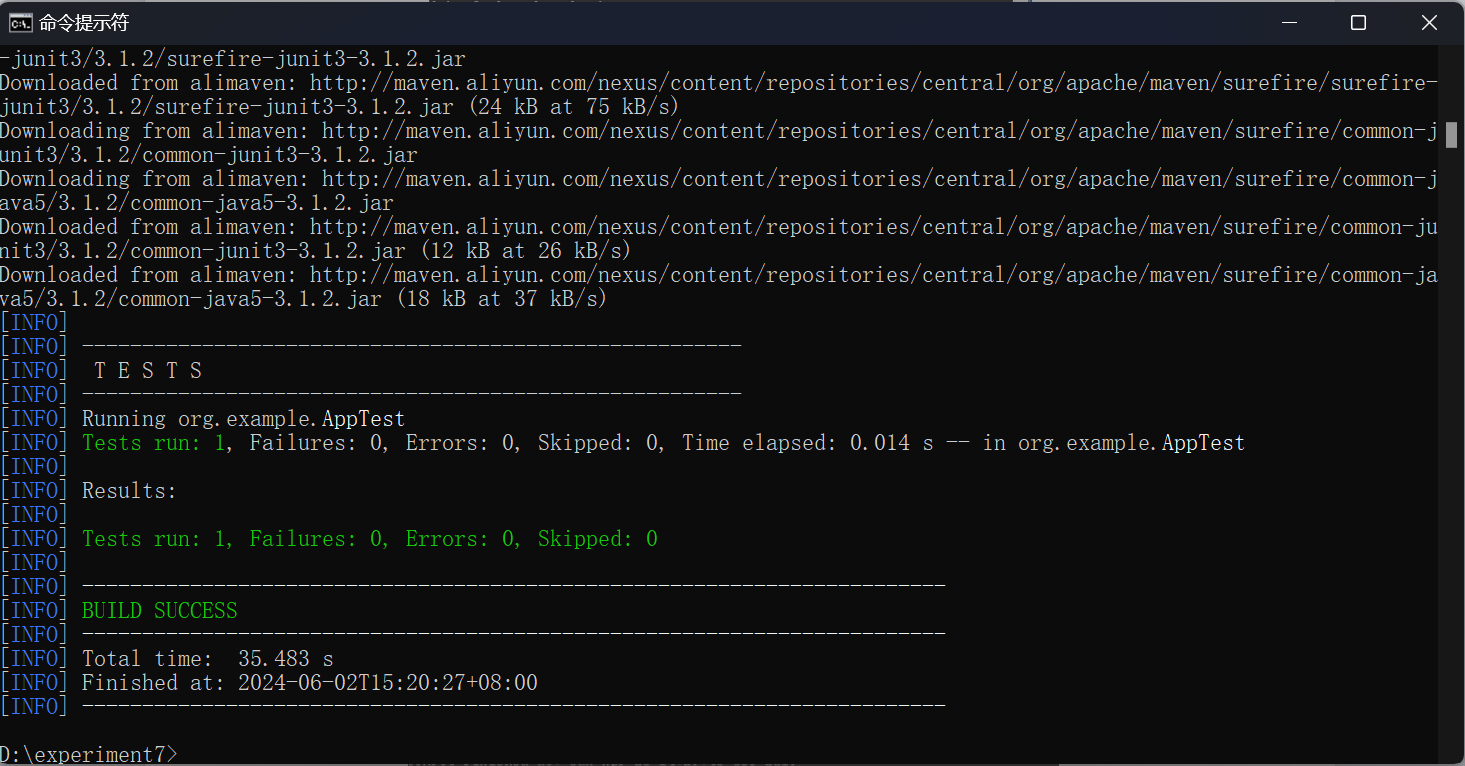 命令提示符
-junit3/3.1.2/surefire-junit3-3.1.2.jar
Downloaded from alimaven: http://maven.aliyun.com/nexus/content/repositories/central/org/apache/maven/surefire/surefire-
junit3/3.1.2/surefire-junit3-3.1.2.jar (24 kB at 75 kB/s)
Downloading from alimaven: http://maven.aliyun.com/nexus/content/repositories/central/org/apache/maven/surefire/common-j
unit3/3.1.2/common-junit3-3.1.2.jar
Downloading from alimaven: http://maven.aliyun.com/nexus/content/repositories/central/org/apache/maven/surefire/common-j
ava5/3.1.2/common-java5-3.1.2.jar
Downloaded from alimaven: http://maven.aliyun.com/nexus/content/repositories/central/org/apache/maven/surefire/common-ju
nit3/3.1.2/common-junit3-3.1.2.jar (12 kB at 26 kB/s)
Downloaded from alimaven: http://maven.aliyun.com/nexus/content/repositories/central/org/apache/maven/surefire/common-ja
va5/3.1.2/common-java5-3.1.2.jar (18 kB at 37 kB/s)
[INFO]
[INFO] -------------------------------------------------------
[INFO]  T E S T S
[INFO] -------------------------------------------------------
[INFO] Running org.example.AppTest
[INFO] Tests run: 1, Failures: 0, Errors: 0, Skipped: 0, Time elapsed: 0.014 s -- in org.example.AppTest
[INFO]
[INFO] Results:
[INFO]
[INFO] Tests run: 1, Failures: 0, Errors: 0, Skipped: 0
[INFO]
[INFO] ------------------------------------------------------------------------
[INFO] BUILD SUCCESS
[INFO] ------------------------------------------------------------------------
[INFO] Total time:  35.483 s
[INFO] Finished at: 2024-06-02T15:20:27+08:00
[INFO] ------------------------------------------------------------------------
D:\experiment7>